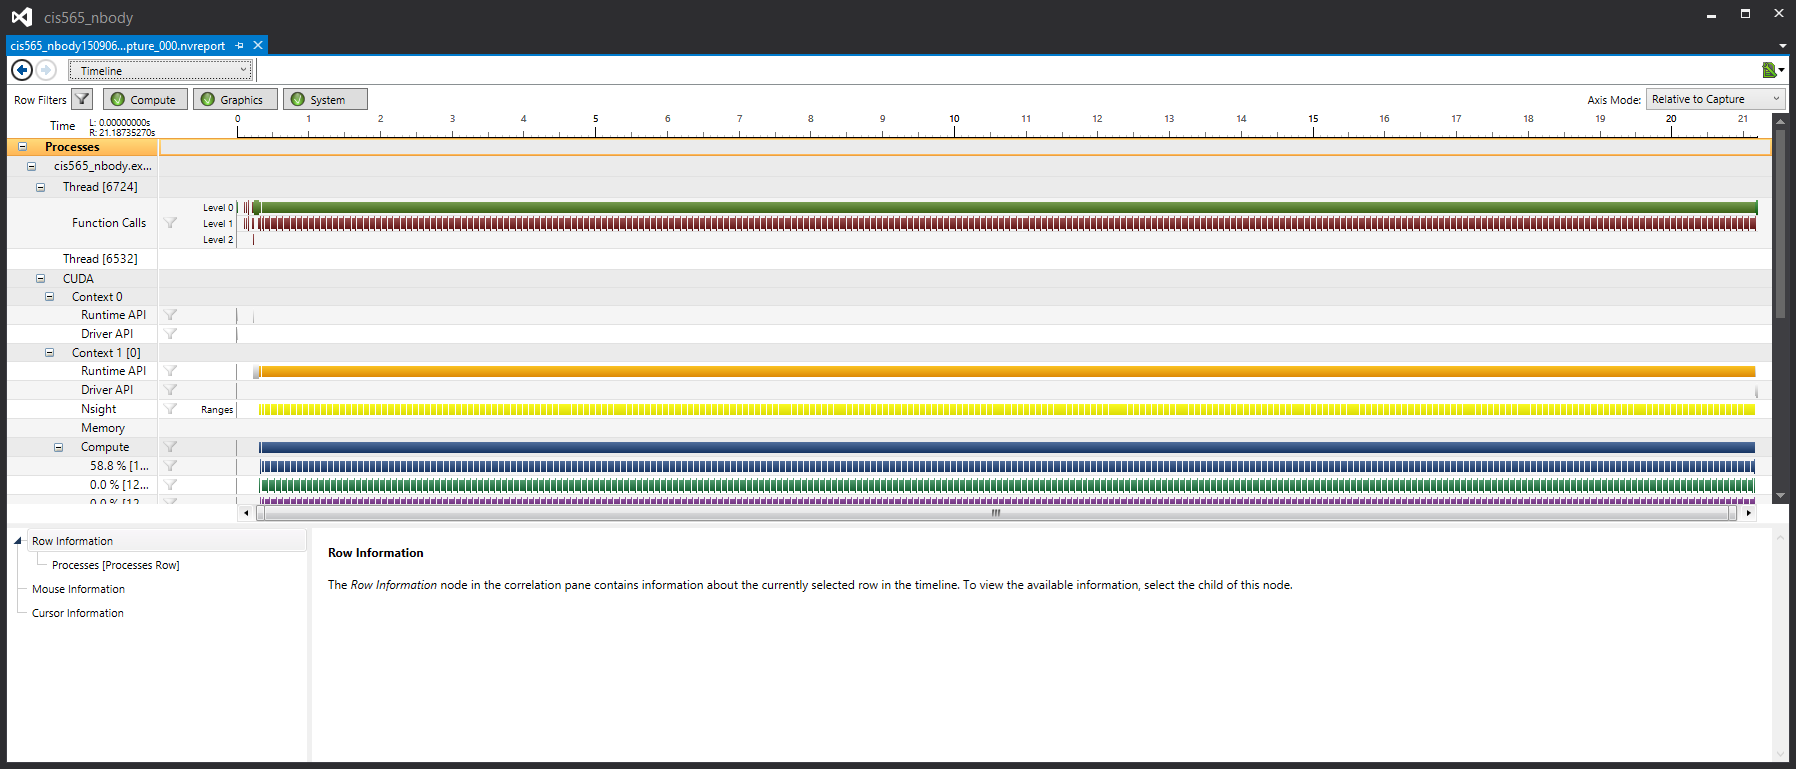 cis565_nbody
cis565_nbody150906...pture_000.nvreport
Timeline
Row Filters Compute Graphics System Axis Mode: Relative to Capture
Time L: 0.00000000s
R: 21.18735270s
0 1 2 3 4 5 6 7 8 9 10 11 12 13 14 15 16 17 18 19 20 21
Processes
cis565_nbody.ex...
Thread [6724]
Level 0
Function Calls Level 1
Level 2
Thread [6532]
CUDA
Context 0
Runtime API
Driver API
Context 1 [0]
Runtime API
Driver API
Nsight Ranges
Memory
Compute
58.8 % [1...
0.0 % [12...
0.0 % [12...
Row Information
Processes [Processes Row]
Mouse Information
Cursor Information
Row Information
The Row Information node in the correlation pane contains information about the currently selected row in the timeline. To view the available information, select the child of this node.